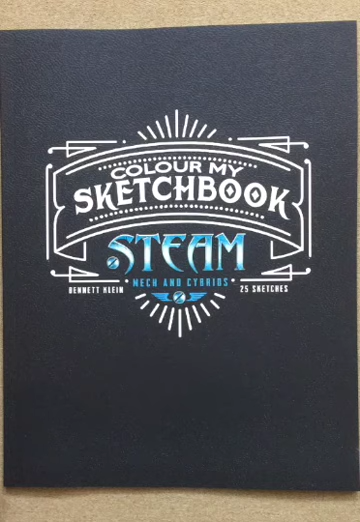 COLOUR MY
SKETCHBOOK
STEAM
MECH AND CYBRIDS
BENNETT KLEIN
25 SKETCHES